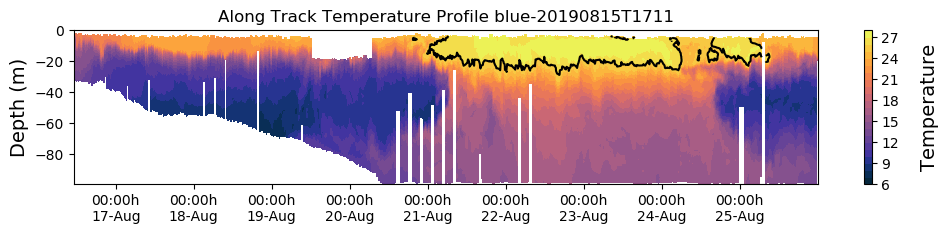 Along Track Temperature Profile blue-20190815T1711
Depth (m)
0
−20
−40
−60
−80
00:00h 00:00h 00:00h 00:00h 00:00h 00:00h 00:00h 00:00h 00:00h
17-Aug 18-Aug 19-Aug 20-Aug 21-Aug 22-Aug 23-Aug 24-Aug 25-Aug
27
24
21
18
15
12
9
6
Temperature